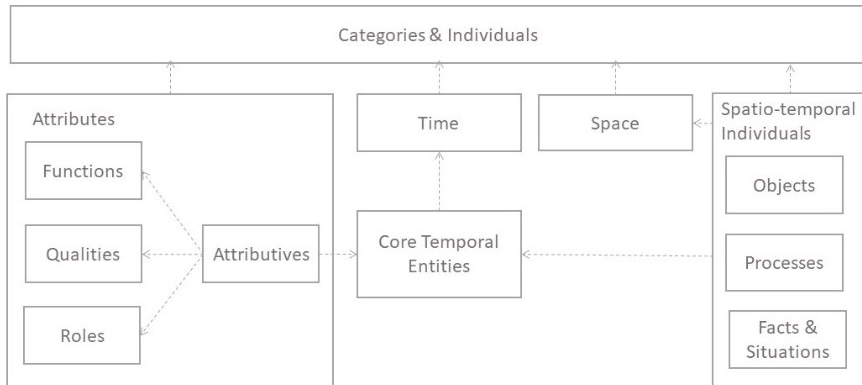 Categories & Individuals
Attributes
Functions
Qualities
Attributives
Roles
Time
Core Temporal
Entities
Space
Spatio-temporal
Individuals
Objects
Processes
Facts &
Situations